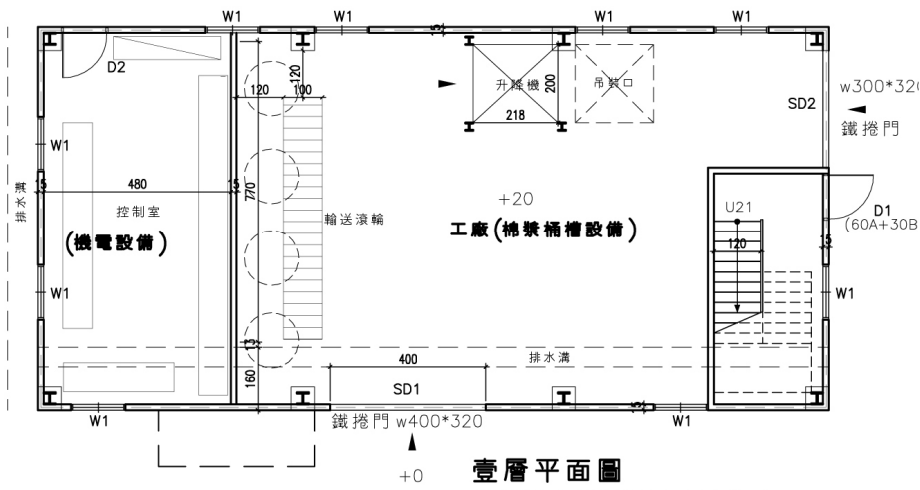 W1
W1
W1
W1
15
D2
120
升降機
200
吊裝口
w300*320
SD2
鐵捲門
120
100
218
W1
15
480
15
770
排水溝
控制室
輸送滾輪
+20
U21
D1
(60A+30B
(機電設備)
工廠(棉漿桶槽設備)
120
15
W1
W1
13
排水溝
400
160
SD1
15
W1
鐵捲門 w400*320
W1
+0
壹層平面圖